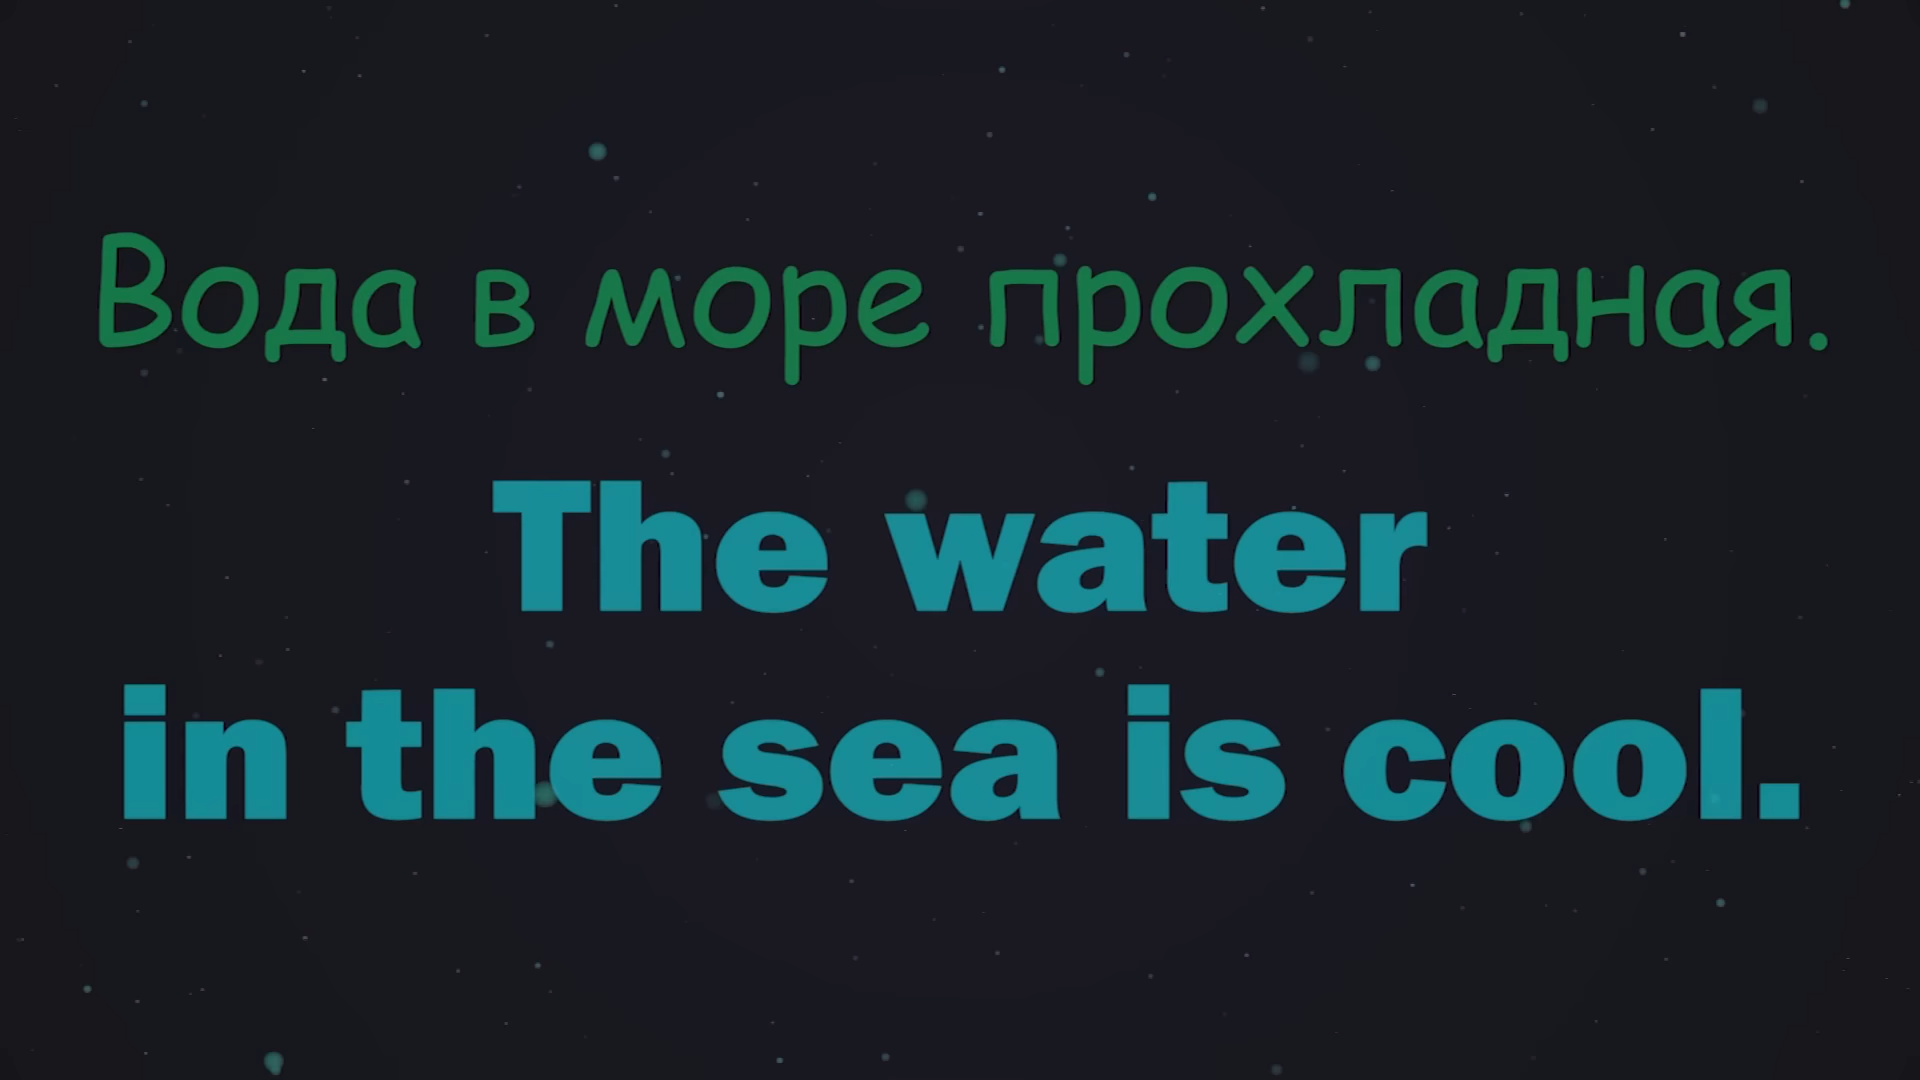 Вода в море прохладная.
The water
in the sea is cool.